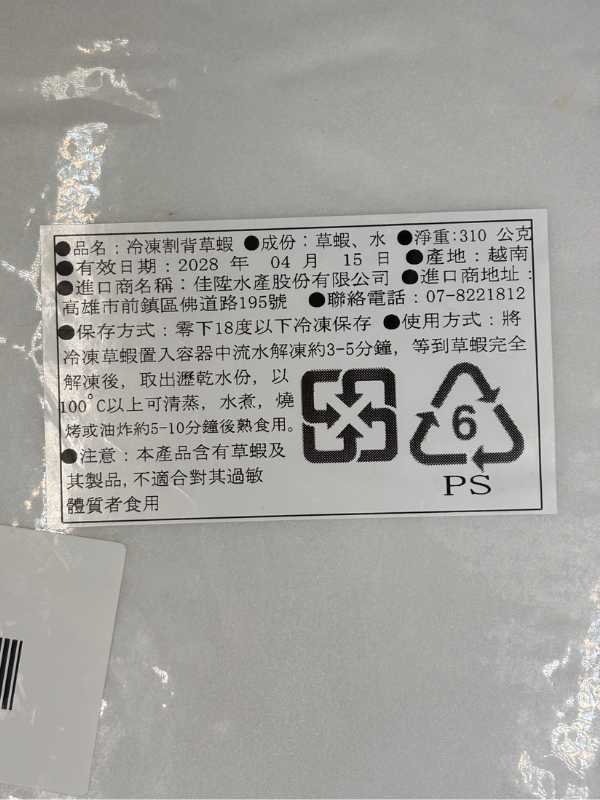 ●品名：冷凍割背草蝦 ●成份：草蝦、水 ●淨重:310 公克
●有效日期：2028 年 04 月 15 日 ●產地：越南
●進口商名稱：佳陞水產股份有限公司 ●進口商地址：
高雄市前鎮區佛道路195號 ●聯絡電話：07-8221812
●保存方式：零下18度以下冷凍保存 ●使用方式：將
冷凍草蝦置入容器中流水解凍約3-5分鐘，等到草蝦完全
解凍後，取出瀝乾水份，以
100°C以上可清蒸，水煮，燒
烤或油炸約5-10分鐘後熟食用。
●注意：本產品含有草蝦及
其製品,不適合對其過敏
體質者食用
6
PS